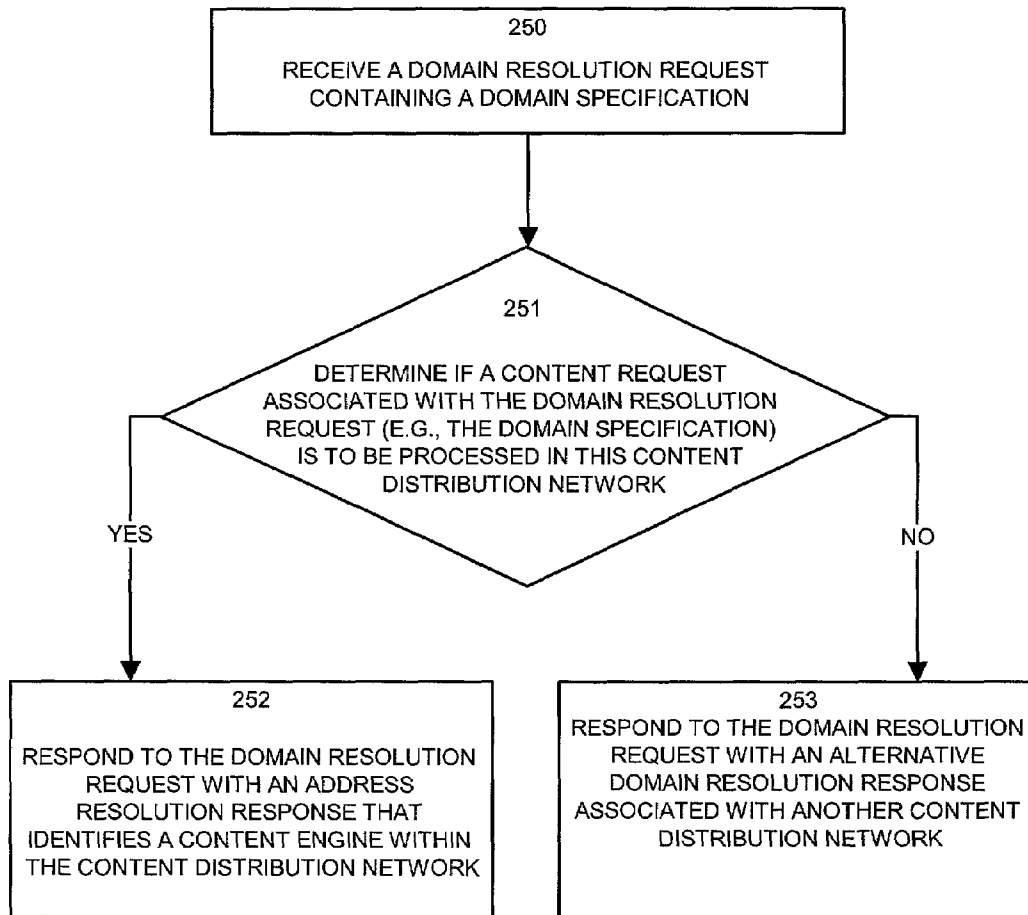 250
RECEIVE A DOMAIN RESOLUTION REQUEST
CONTAINING A DOMAIN SPECIFICATION
251
DETERMINE IF A CONTENT REQUEST
ASSOCIATED WITH THE DOMAIN RESOLUTION
REQUEST (E.G., THE DOMAIN SPECIFICATION)
IS TO BE PROCESSED IN THIS CONTENT
DISTRIBUTION NETWORK
YES
NO
252
RESPOND TO THE DOMAIN RESOLUTION
REQUEST WITH AN ADDRESS
RESOLUTION RESPONSE THAT
IDENTIFIES A CONTENT ENGINE WITHIN
THE CONTENT DISTRIBUTION NETWORK
253
RESPOND TO THE DOMAIN RESOLUTION
REQUEST WITH AN ALTERNATIVE
DOMAIN RESOLUTION RESPONSE
ASSOCIATED WITH ANOTHER CONTENT
DISTRIBUTION NETWORK